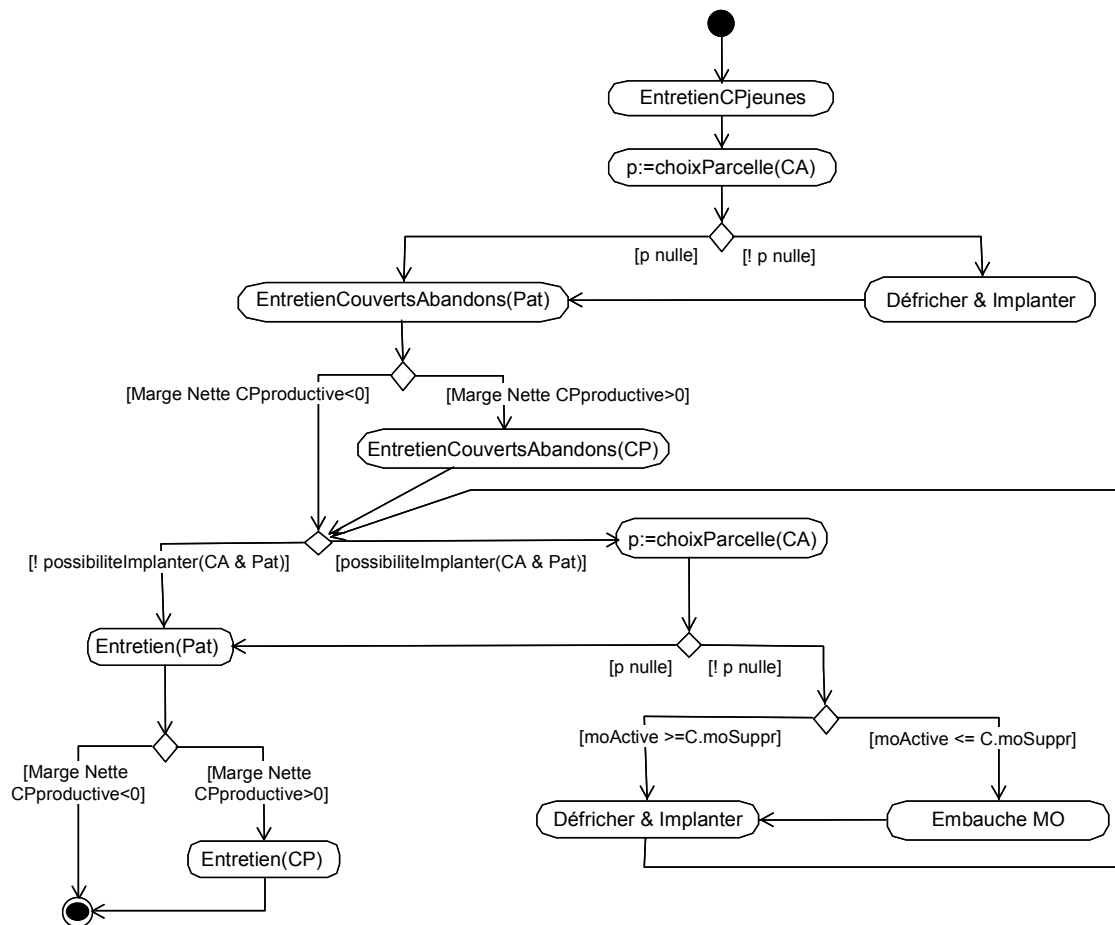 EntretienCPjeunes
p:=choixParcelle(CA)
[p nulle]
[! p nulle]
EntretienCouvertsAbandons(Pat)
Défricher & Implanter
[Marge Nette CPproductive<0]
[Marge Nette CPproductive>0]
EntretienCouvertsAbandons(CP)
p:=choixParcelle(CA)
[! possibiliteImplanter(CA & Pat)]
[possibiliteImplanter(CA & Pat)]
Entretien(Pat)
[p nulle]
[! p nulle]
[moActive >=C.moSuppr]
[moActive <= C.moSuppr]
[Marge Nette
CPproductive<0]
[Marge Nette
CPproductive>0]
Défricher & Implanter
Embauche MO
Entretien(CP)